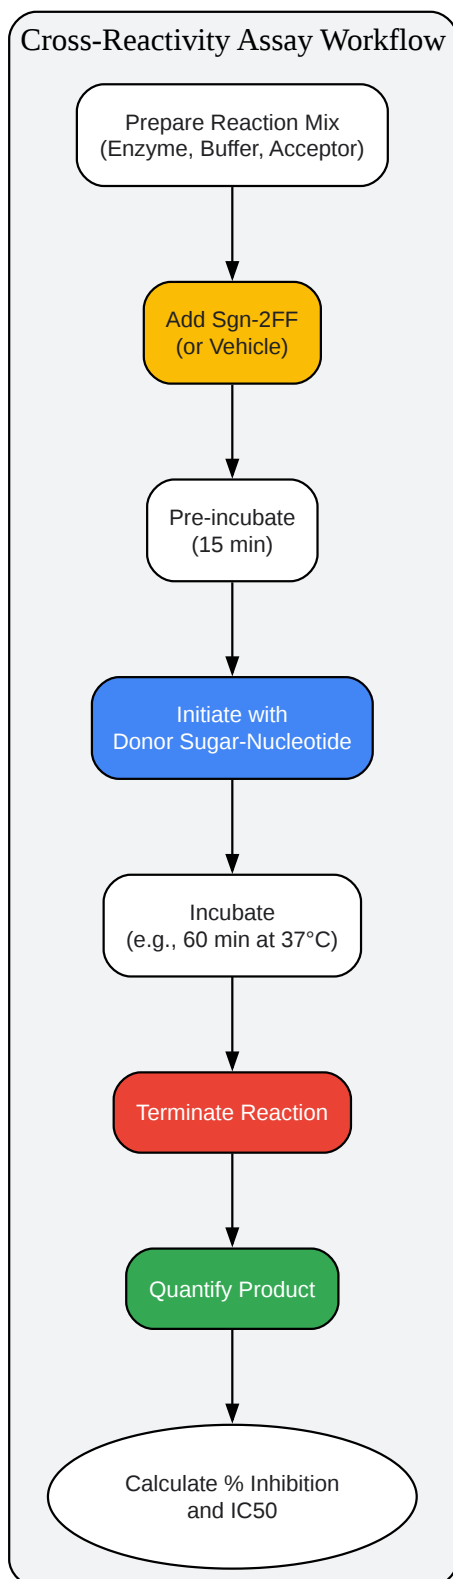 Cross-Reactivity Assay Workflow
Prepare Reaction Mix
(Enzyme, Buffer, Acceptor)
Add Sgn-2FF
(or Vehicle)
Pre-incubate
(15 min)
Initiate with
Donor Sugar-Nucleotide
Incubate
(e.g., 60 min at 37°C)
Terminate Reaction
Quantify Product
Calculate % Inhibition
and IC50